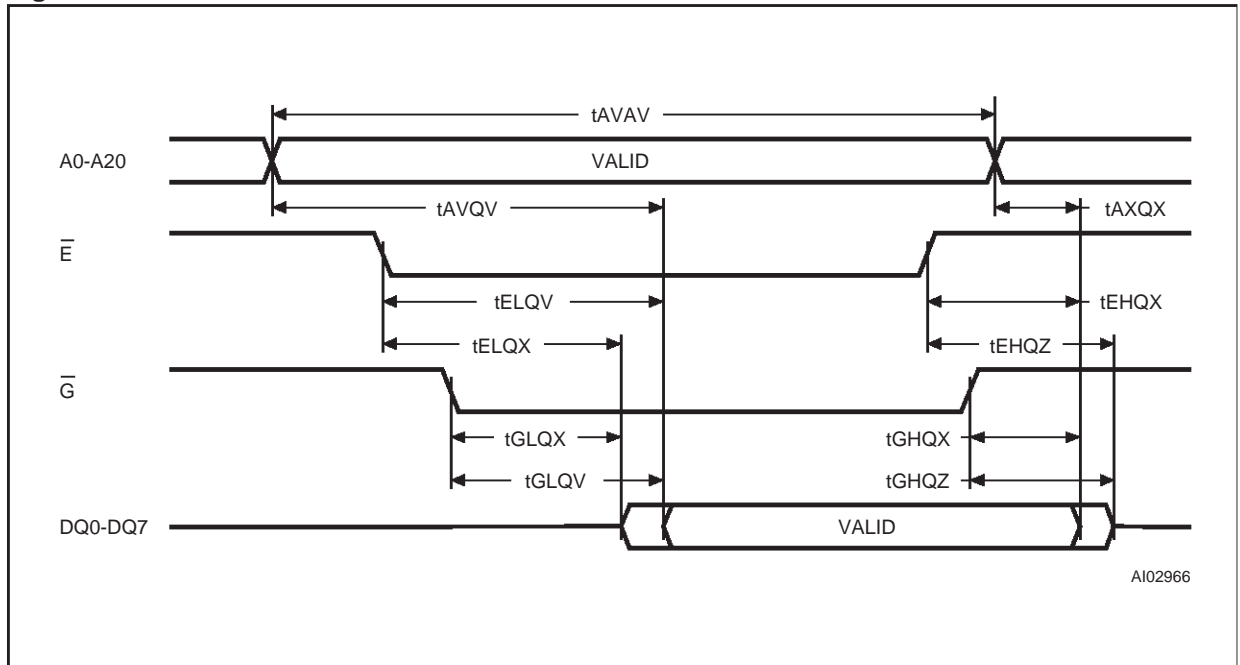 tAVAV
A0-A20
VALID
tAVQV
tAXQX
E
tELQV
tEHQX
tELQX
tEHQZ
G
tGLQX
tGHQX
tGLQV
tGHQZ
DQ0-DQ7
VALID
AI02966